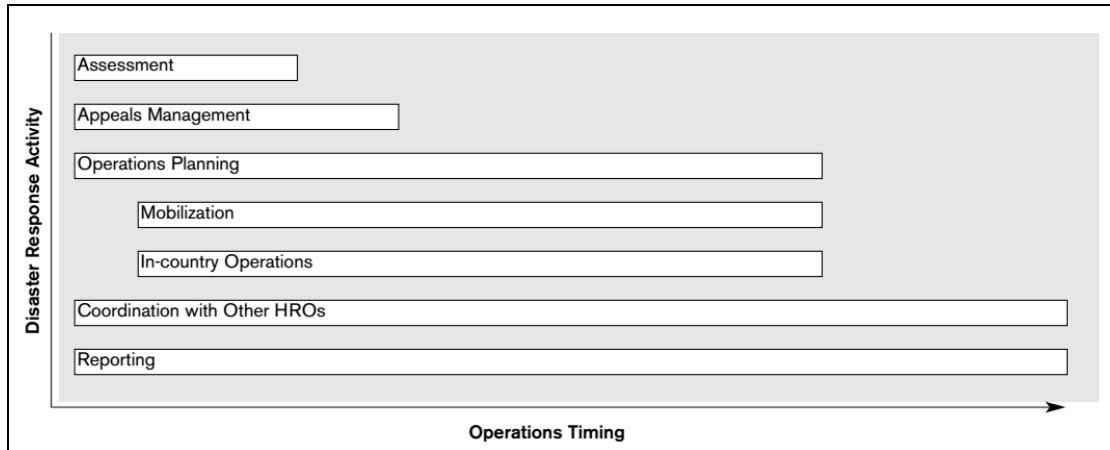 Disaster Response Activity
Assessment
Appeals Management
Operations Planning
Mobilization
In-country Operations
Coordination with Other HROs
Reporting
Operations Timing